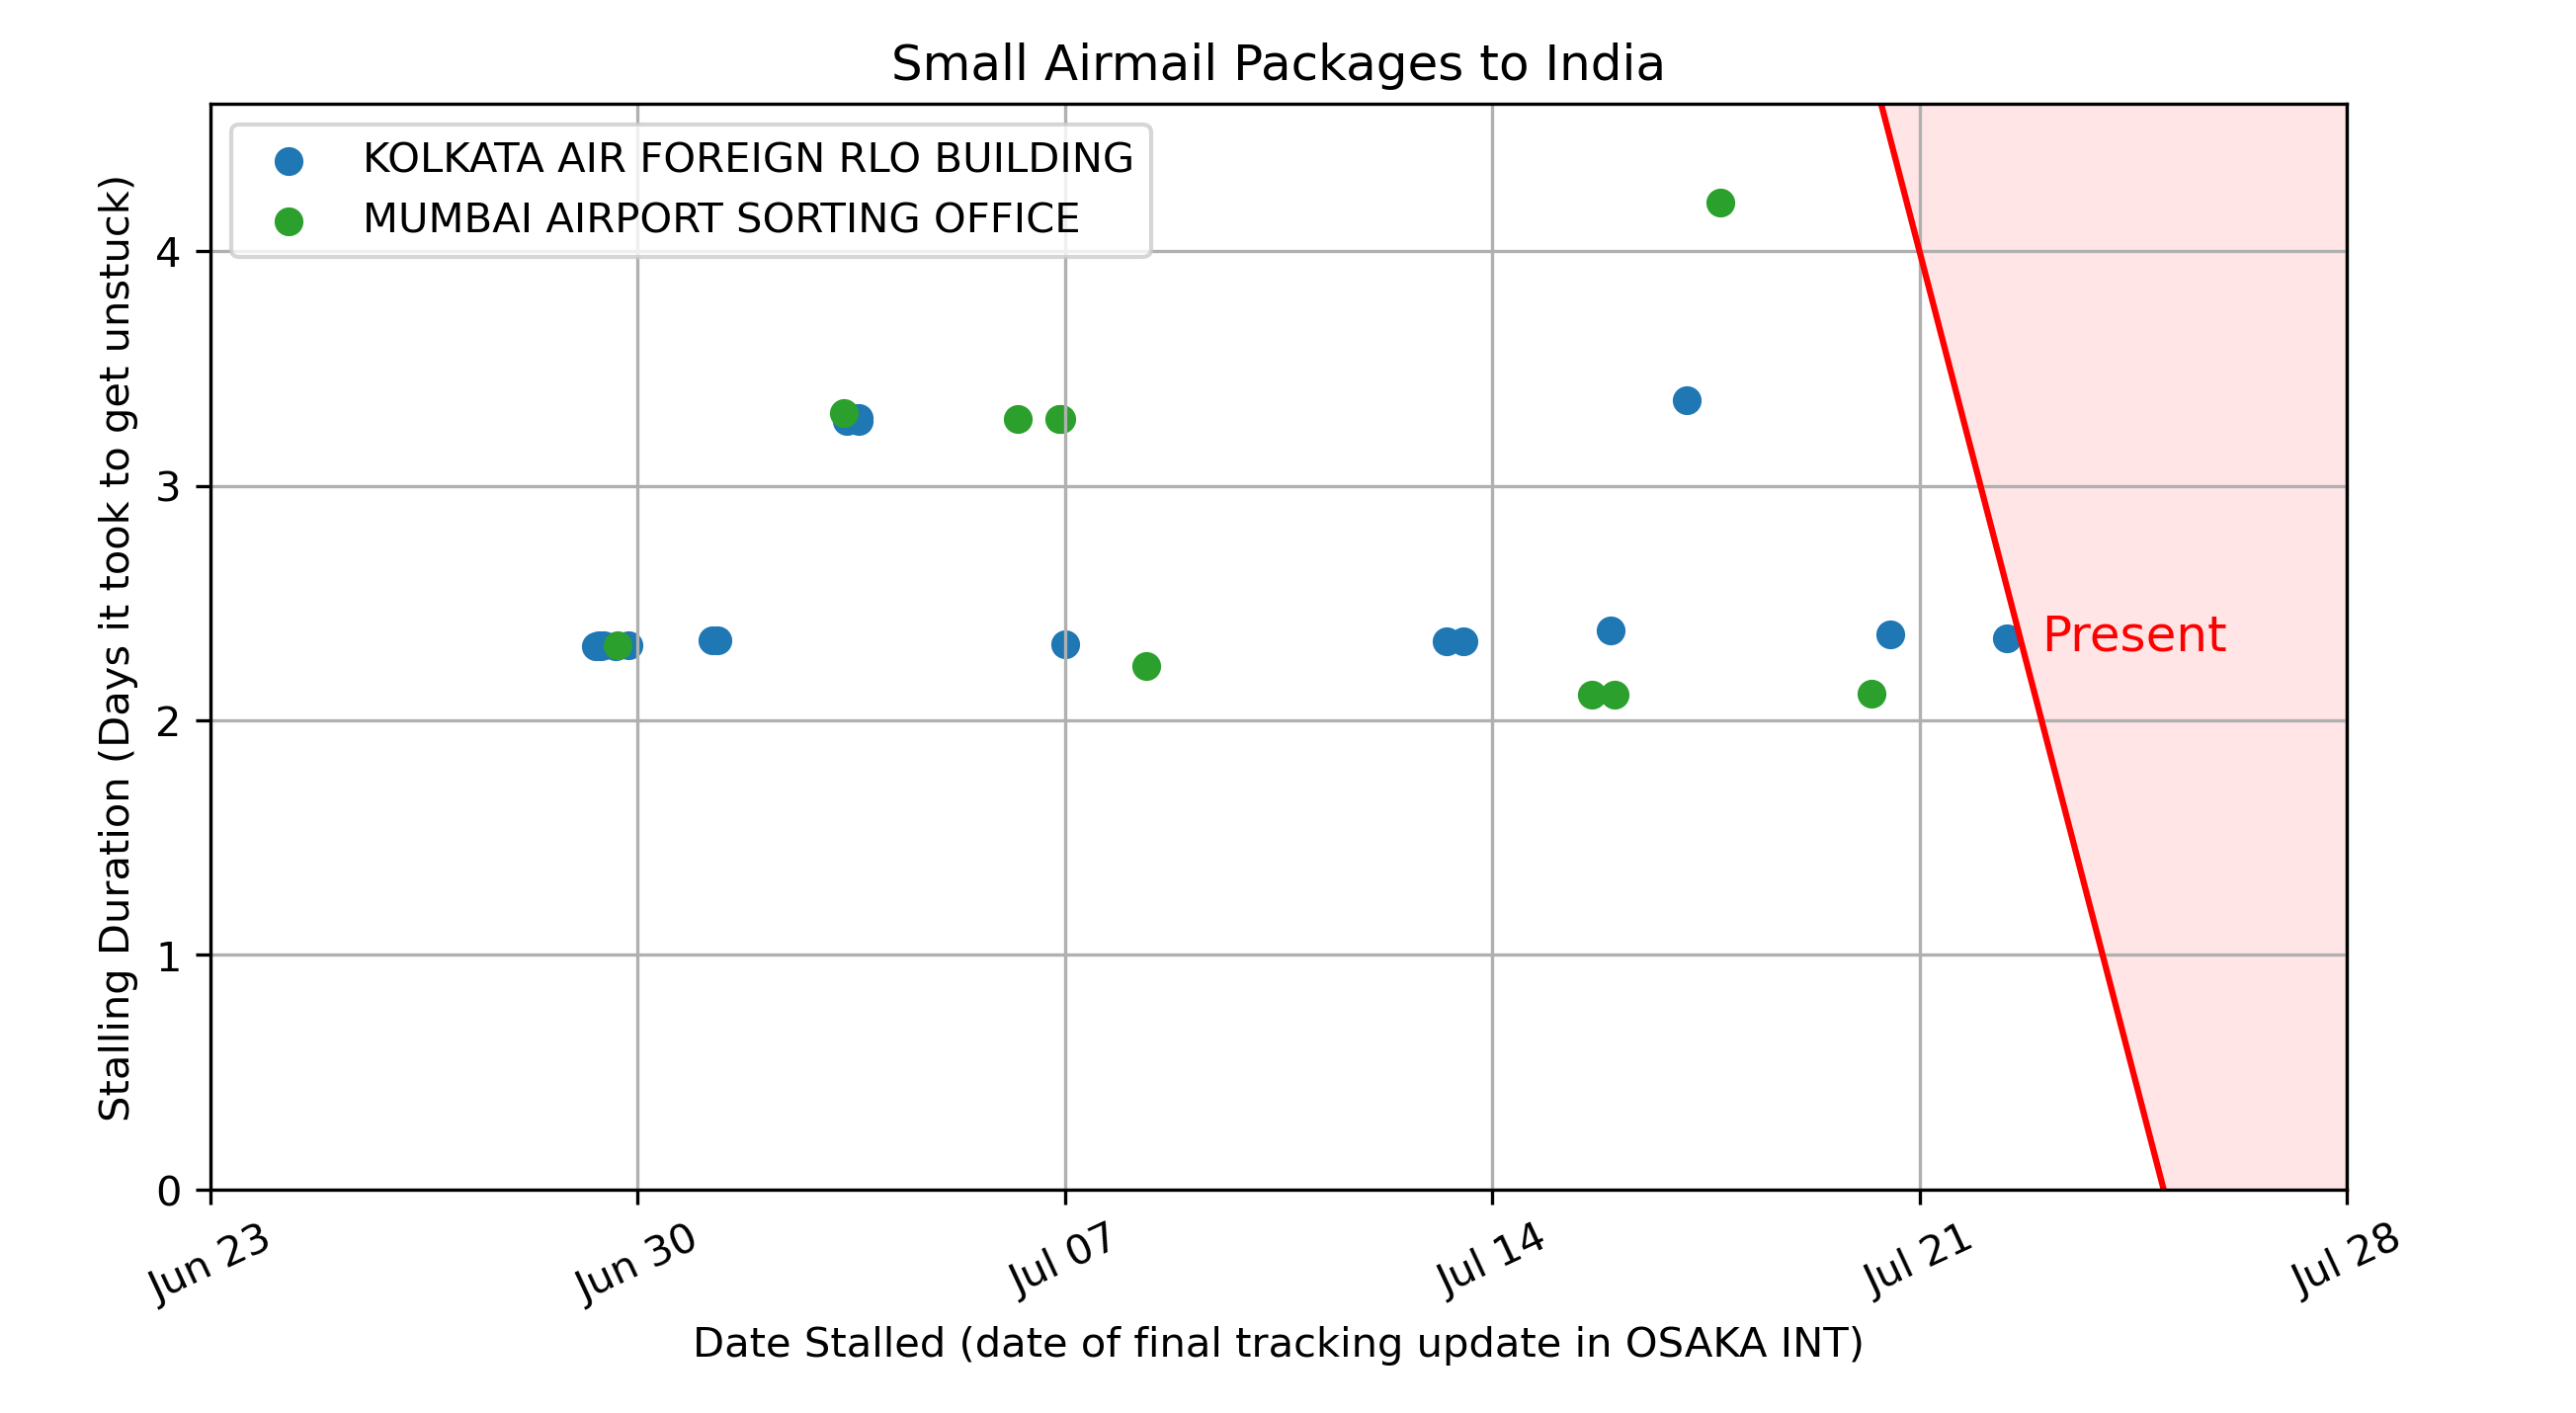 Small Airmail Packages to India
KOLKATA AIR FOREIGN RLO BUILDING
MUMBAI AIRPORT SORTING OFFICE
Stalling Duration (Days it took to get unstuck)
4
3
2
1
0
Present
Jun 23
Jun 30
Jul 07
Jul 14
Jul 21
Jul 28
Date Stalled (date of final tracking update in OSAKA INT)